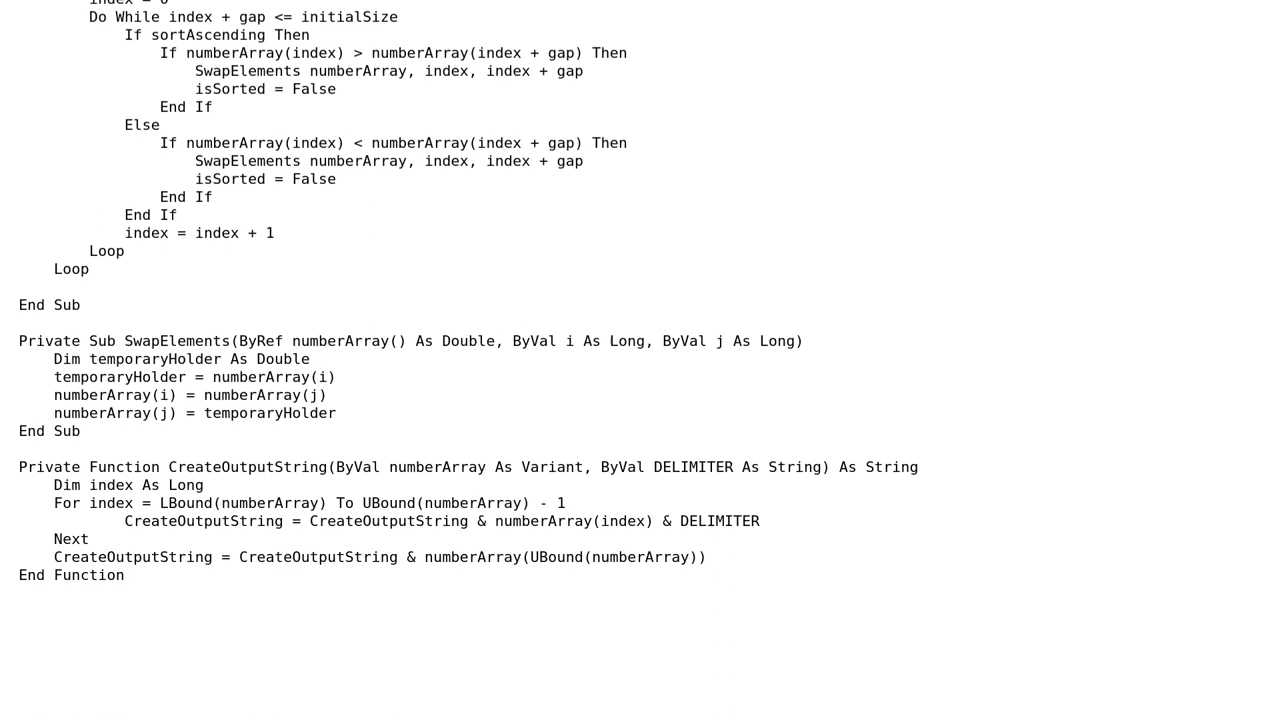 index = 0
Do While index + gap <= initialSize
If sortAscending Then
If numberArray(index) > numberArray(index + gap) Then
SwapElements numberArray, index, index + gap
isSorted = False
End If
Else
If numberArray(index) < numberArray(index + gap) Then
SwapElements numberArray, index, index + gap
isSorted = False
End If
End If
index = index + 1
Loop
Loop
End Sub
Private Sub SwapElements(ByRef numberArray() As Double, ByVal i As Long, ByVal j As Long)
Dim temporaryHolder As Double
temporaryHolder = numberArray(i)
numberArray(i) = numberArray(j)
numberArray(j) = temporaryHolder
End Sub
Private Function CreateOutputString(ByVal numberArray As Variant, ByVal DELIMITER As String) As String
Dim index As Long
For index = LBound(numberArray) To UBound(numberArray) - 1
CreateOutputString = CreateOutputString & numberArray(index) & DELIMITER
Next
CreateOutputString = CreateOutputString & numberArray(UBound(numberArray))
End Function